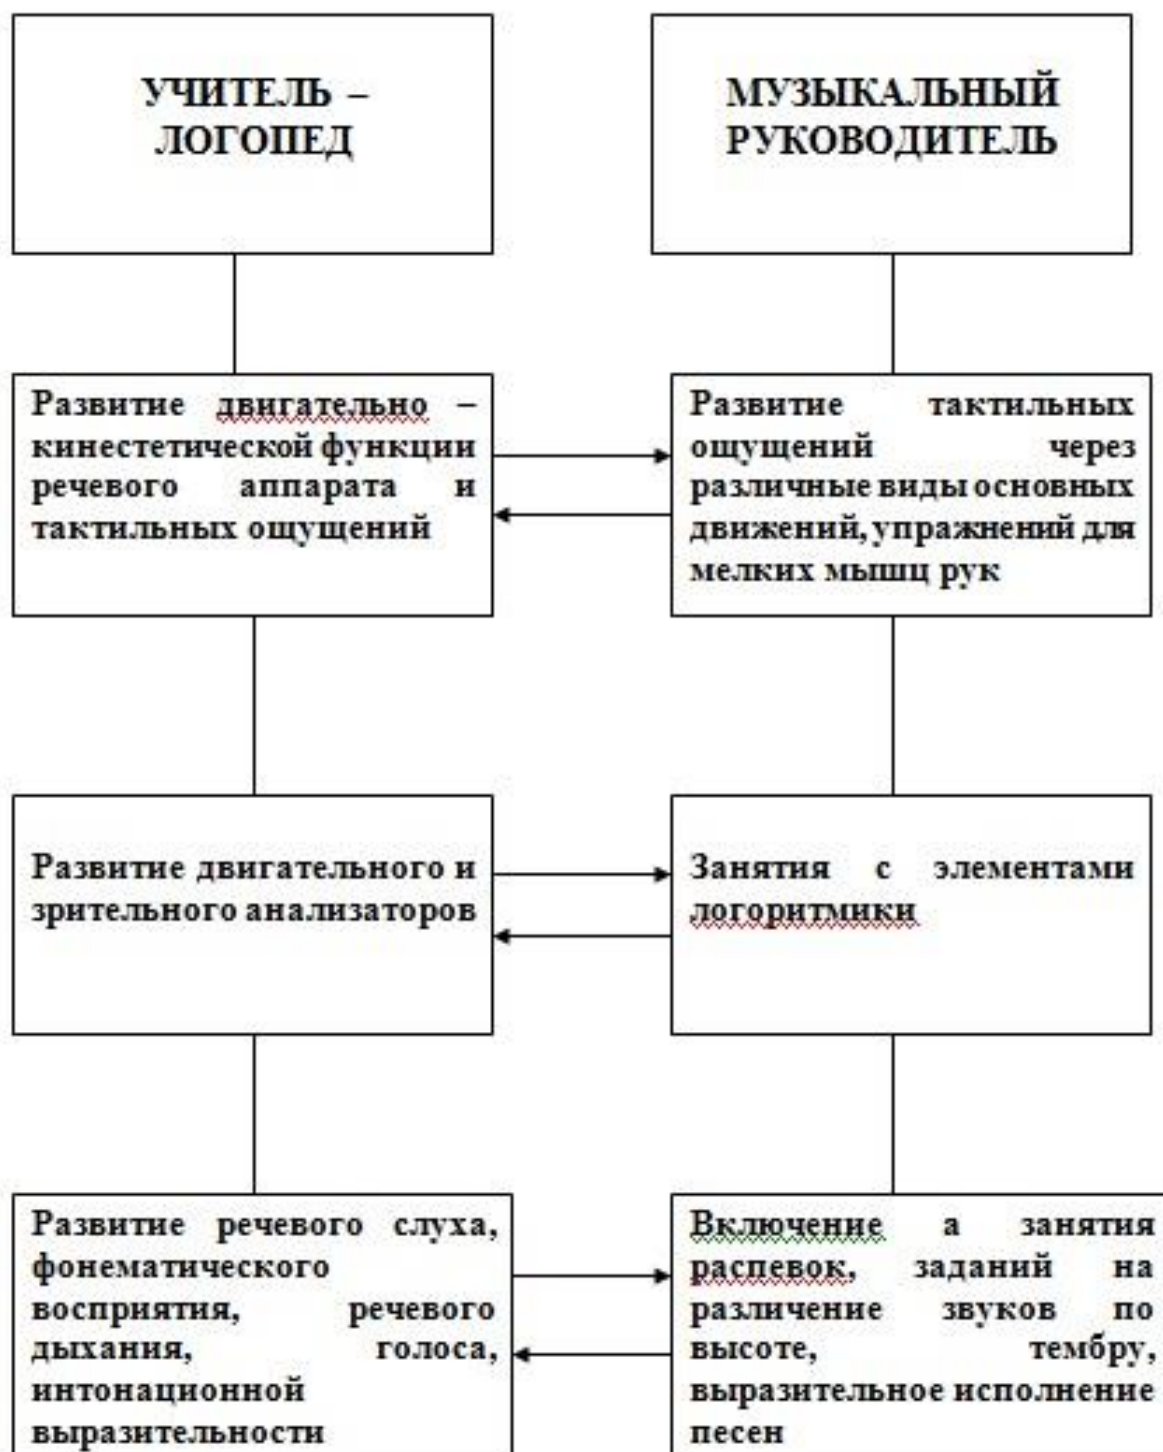 УЧИТЕЛЬ –
ЛОГОПЕД
МУЗЫКАЛЬНЫЙ
РУКОВОДИТЕЛЬ
Развитие двигательно –
кинестетической функции
речевого аппарата и
тактильных ощущений
Развитие тактильных
ощущений через
различные виды основных
движений, упражнений для
мелких мышц рук
Развитие двигательного и
зрительного анализаторов
Занятия с элементами
логоритмики
Развитие речевого слуха,
фонематического
восприятия, речевого
дыхания, голоса,
интонационной
выразительности
Включение а занятия
распевок, заданий на
различение звуков по
высоте, тембру,
выразительное исполнение
песен